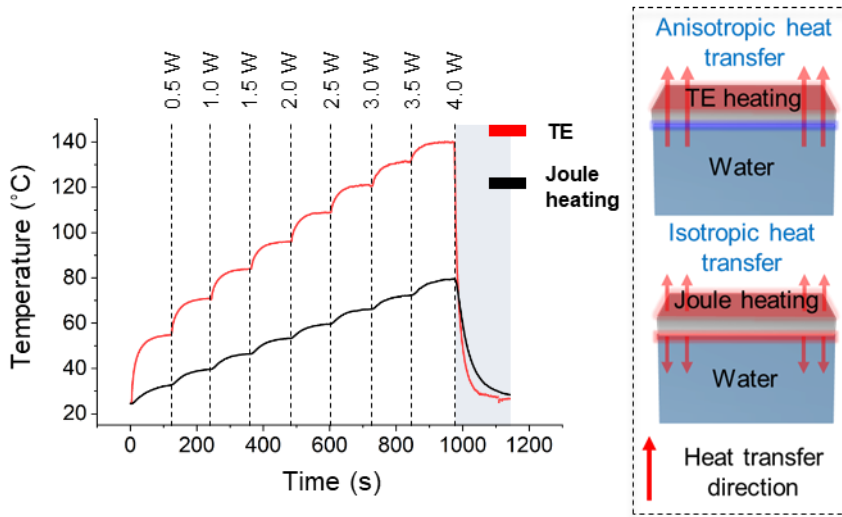 0.5 W
1.0 W
1.5 W
2.0 W
2.5 W
3.0 W
3.5 W
4.0 W
140
120
100
80
60
40
20
Temperature (°C)
0
200
400
600
800
1000
1200
Time (s)
TE
Joule
heating
Anisotropic heat
transfer
TE heating
Water
Isotropic heat
transfer
Joule heating
Water
Heat transfer
direction